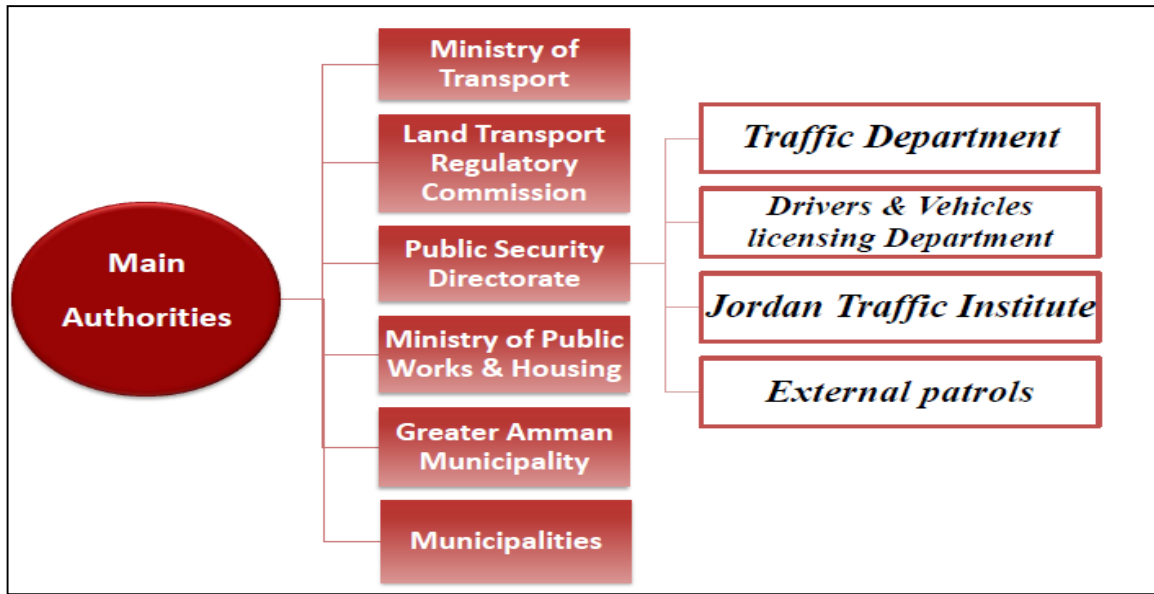 Main
Authorities
Ministry of
Transport
Land Transport
Regulatory
Commission
Public Security
Directorate
Ministry of Public
Works & Housing
Greater Amman
Municipality
Municipalities
Traffic Department
Drivers & Vehicles
licensing Department
Jordan Traffic Institute
External patrols